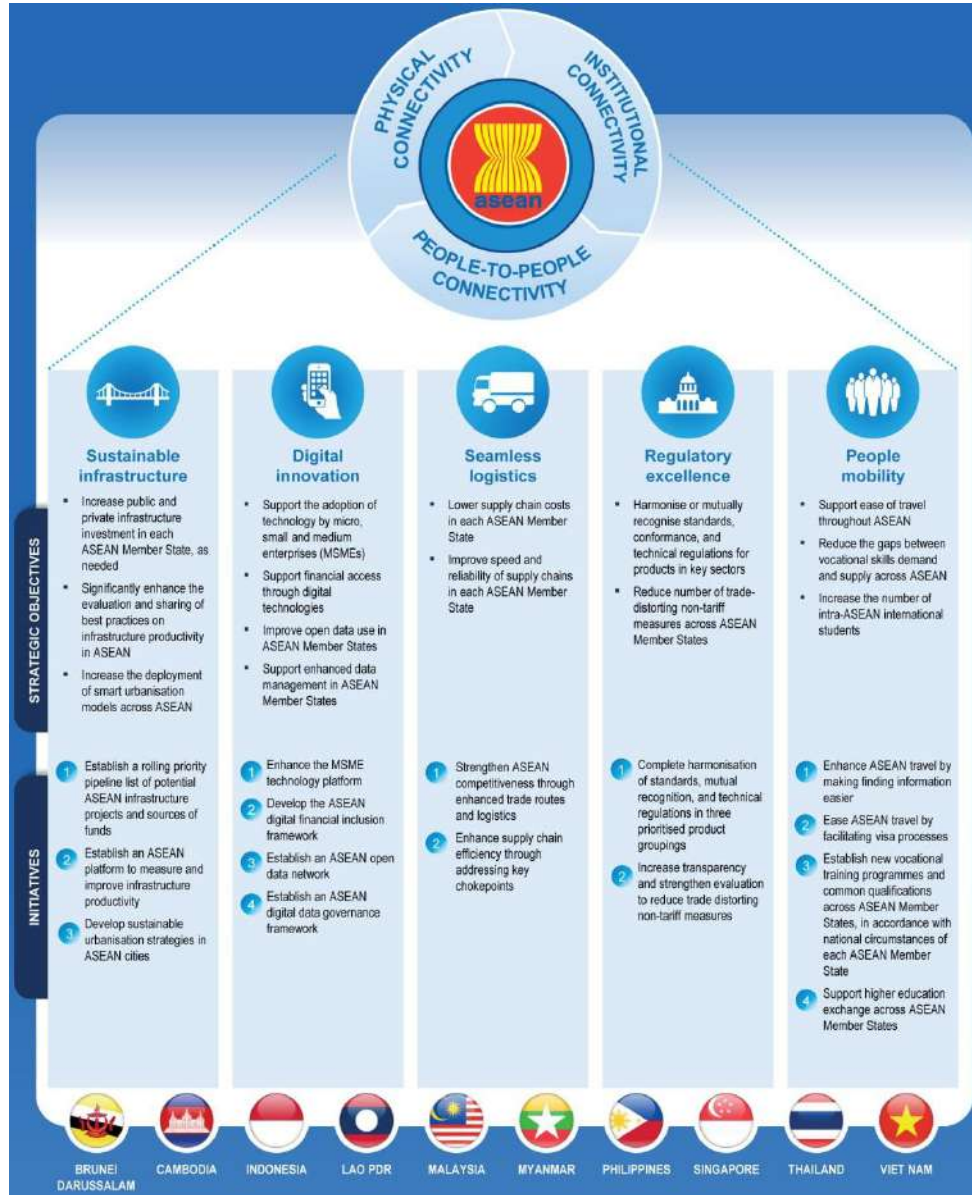 PHYSICAL
CONNECTIVITY
INSTITIUTIONAL
CONNECTIVITY
asean
PEOPLE-TO-PEOPLE
CONNECTIVITY
Sustainable
infrastructure
▪ Increase public and
private infrastructure
investment in each
ASEAN Member State, as
needed
▪ Significantly enhance the
evaluation and sharing of
best practices on
infrastructure productivity
in ASEAN
▪ Increase the deployment
of smart urbanisation
models across ASEAN
Digital
innovation
▪ Support the adoption of
technology by micro,
small and medium
enterprises (MSMEs)
▪ Support financial access
through digital
technologies
▪ Improve open data use in
ASEAN Member States
▪ Support enhanced data
management in ASEAN
Member States
Seamless
logistics
▪ Lower supply chain costs
in each ASEAN Member
State
▪ Improve speed and
reliability of supply chains
in each ASEAN Member
State
Regulatory
excellence
▪ Harmonise or mutually
recognise standards,
conformance, and
technical regulations for
products in key sectors
▪ Reduce number of trade-
distorting non-tariff
measures across ASEAN
Member States
People
mobility
▪ Support ease of travel
throughout ASEAN
▪ Reduce the gaps between
vocational skills demand
and supply across ASEAN
▪ Increase the number of
intra-ASEAN international
students
STRATEGIC OBJECTIVES
INITIATIVES
1 Establish a rolling priority
pipeline list of potential
ASEAN infrastructure
projects and sources of
funds
2 Establish an ASEAN
platform to measure and
improve infrastructure
productivity
3 Develop sustainable
urbanisation strategies in
ASEAN cities
1 Enhance the MSME
technology platform
2 Develop the ASEAN
digital financial inclusion
framework
3 Establish an ASEAN open
data network
4 Establish an ASEAN
digital data governance
framework
1 Strengthen ASEAN
competitiveness through
enhanced trade routes
and logistics
2 Enhance supply chain
efficiency through
addressing key
chokepoints
1 Complete harmonisation
of standards, mutual
recognition, and technical
regulations in three
prioritised product
groupings
2 Increase transparency
and strengthen evaluation
to reduce trade distorting
non-tariff measures
1 Enhance ASEAN travel by
making finding information
easier
2 Ease ASEAN travel by
facilitating visa processes
3 Establish new vocational
training programmes and
common qualifications
across ASEAN Member
States, in accordance with
national circumstances of
each ASEAN Member
State
4 Support higher education
exchange across ASEAN
Member States
BRUNEI
DARUSSALAM
CAMBODIA
INDONESIA
LAO PDR
MALAYSIA
MYANMAR
PHILIPPINES
SINGAPORE
THAILAND
VIET NAM